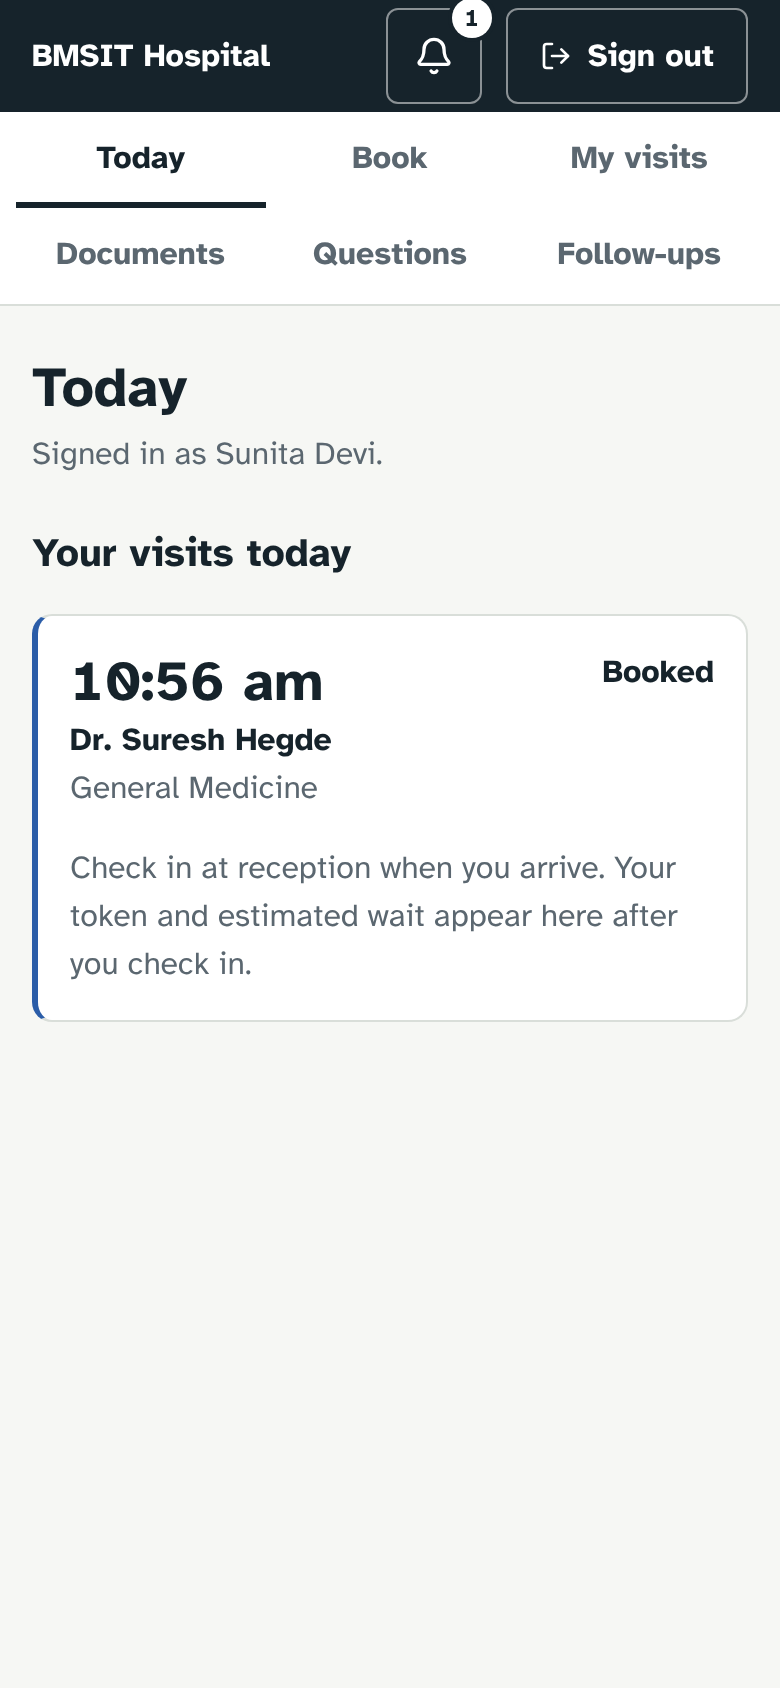 BMSIT Hospital
1
Sign out
Today
Book
My visits
Documents
Questions
Follow-ups
Today
Signed in as Sunita Devi.
Your visits today
10:56 am
Booked
Dr. Suresh Hegde
General Medicine
Check in at reception when you arrive. Your
token and estimated wait appear here after
you check in.